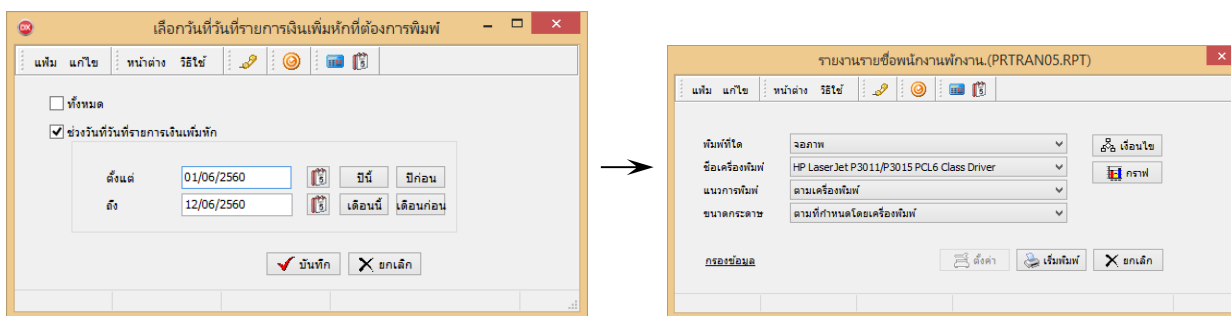 เลือกวันที่วันที่รายการเงินเพิ่มหักที่ต้องการพิมพ์
แฟ้ม แก้ไข หน้าต่าง วิธีใช้
ทั้งหมด
ช่วงวันที่วันที่รายการเงินเพิ่มหัก
ตั้งแต่ 01/06/2560 ปีนี้ ปีก่อน
ถึง 12/06/2560 เดือนนี้ เดือนก่อน
บันทึก ยกเลิก
รายงานรายชื่อพนักงานพักงาน.(PRTRAN05.RPT)
แฟ้ม แก้ไข หน้าต่าง วิธีใช้
พิมพ์ที่ใด จอภาพ เงื่อนไข
ชื่อเครื่องพิมพ์ HP LaserJet P3011/P3015 PCL6 Class Driver กราฟ
แนวการพิมพ์ ตามเครื่องพิมพ์
ขนาดกระดาษ ตามที่กำหนดโดยเครื่องพิมพ์
กรองข้อมูล ตั้งค่า เริ่มพิมพ์ ยกเลิก